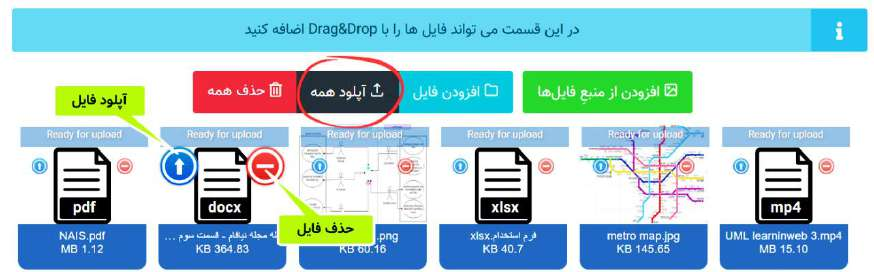 در این قسمت می تواند فایل ها را با Drag&Drop اضافه کنید
افزودن از منبع فایل‌ها
افزودن فایل
آپلود همه
حذف همه
آپلود فایل
Ready for upload
Ready for upload
Ready for upload
Ready for upload
Ready for upload
Ready for upload
pdf
docx
xlsx
mp4
حذف فایل
NAIS.pdf
MB 1.12
مجله نیافام - قسمت سوم ...
KB 364.83
.png
KB 60.16
فرم استخدام.xlsx
KB 40.7
metro map.jpg
KB 145.65
UML learninweb 3.mp4
MB 15.10